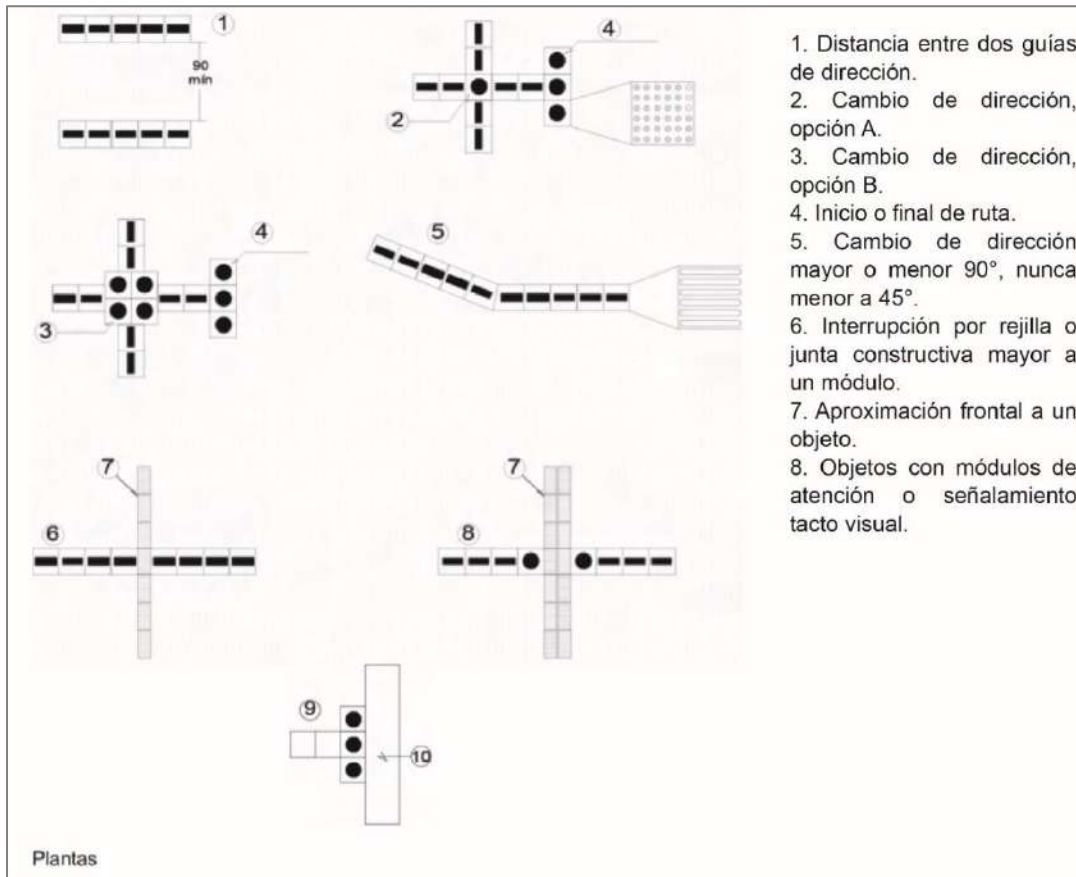 1
90
mín
4
2
4
3
5
7
6
7
8
9
10
Plantas
1. Distancia entre dos guías
de dirección.
2. Cambio de dirección,
opción A.
3. Cambio de dirección,
opción B.
4. Inicio o final de ruta.
5. Cambio de dirección
mayor o menor 90°, nunca
menor a 45°.
6. Interrupción por rejilla o
junta constructiva mayor a
un módulo.
7. Aproximación frontal a un
objeto.
8. Objetos con módulos de
atención o señalamiento
tacto visual.